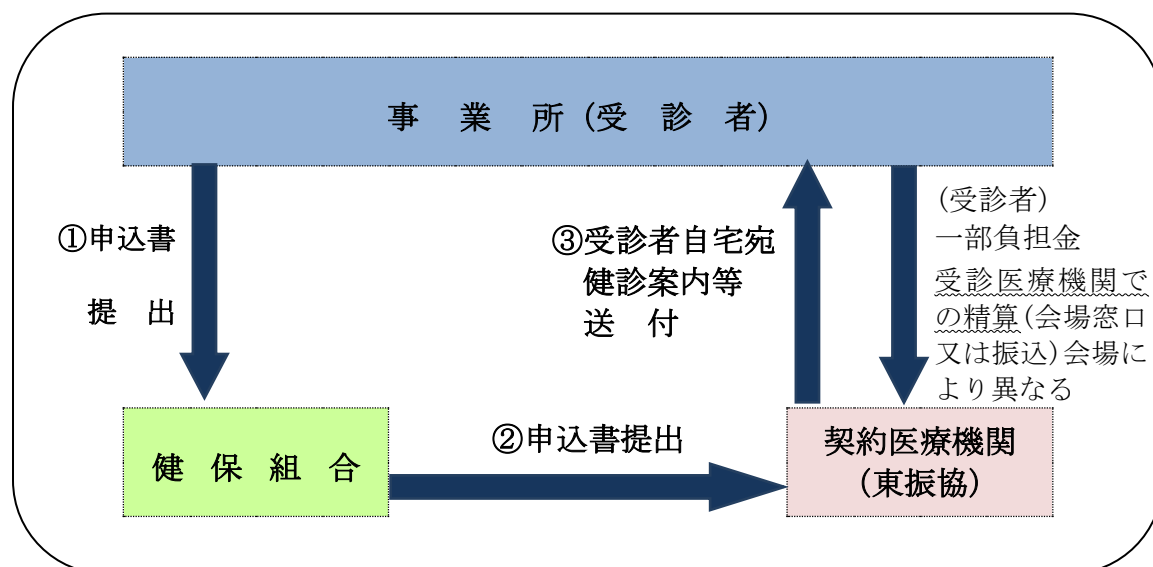 事　業　所 (受　診　者)
①申込書
提　出
③受診者自宅宛
健診案内等
送　付
(受診者)
一部負担金
受診医療機関で
の精算(会場窓口
又は振込)会場に
より異なる
健　保　組　合
②申込書提出
契約医療機関
(東振協)